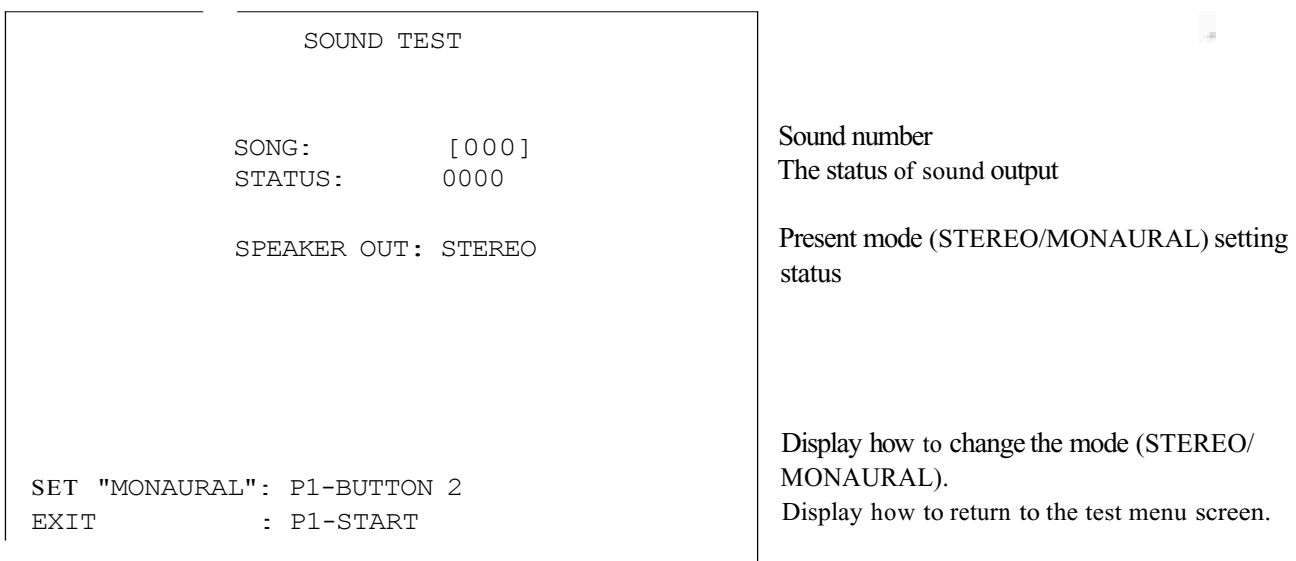 SOUND TEST
SONG: [000]
STATUS: 0000
SPEAKER OUT: STEREO
SET "MONAURAL": P1-BUTTON 2
EXIT : P1-START
Sound number
The status of sound output
Present mode (STEREO/MONAURAL) setting
status
Display how to change the mode (STEREO/
MONAURAL).
Display how to return to the test menu screen.